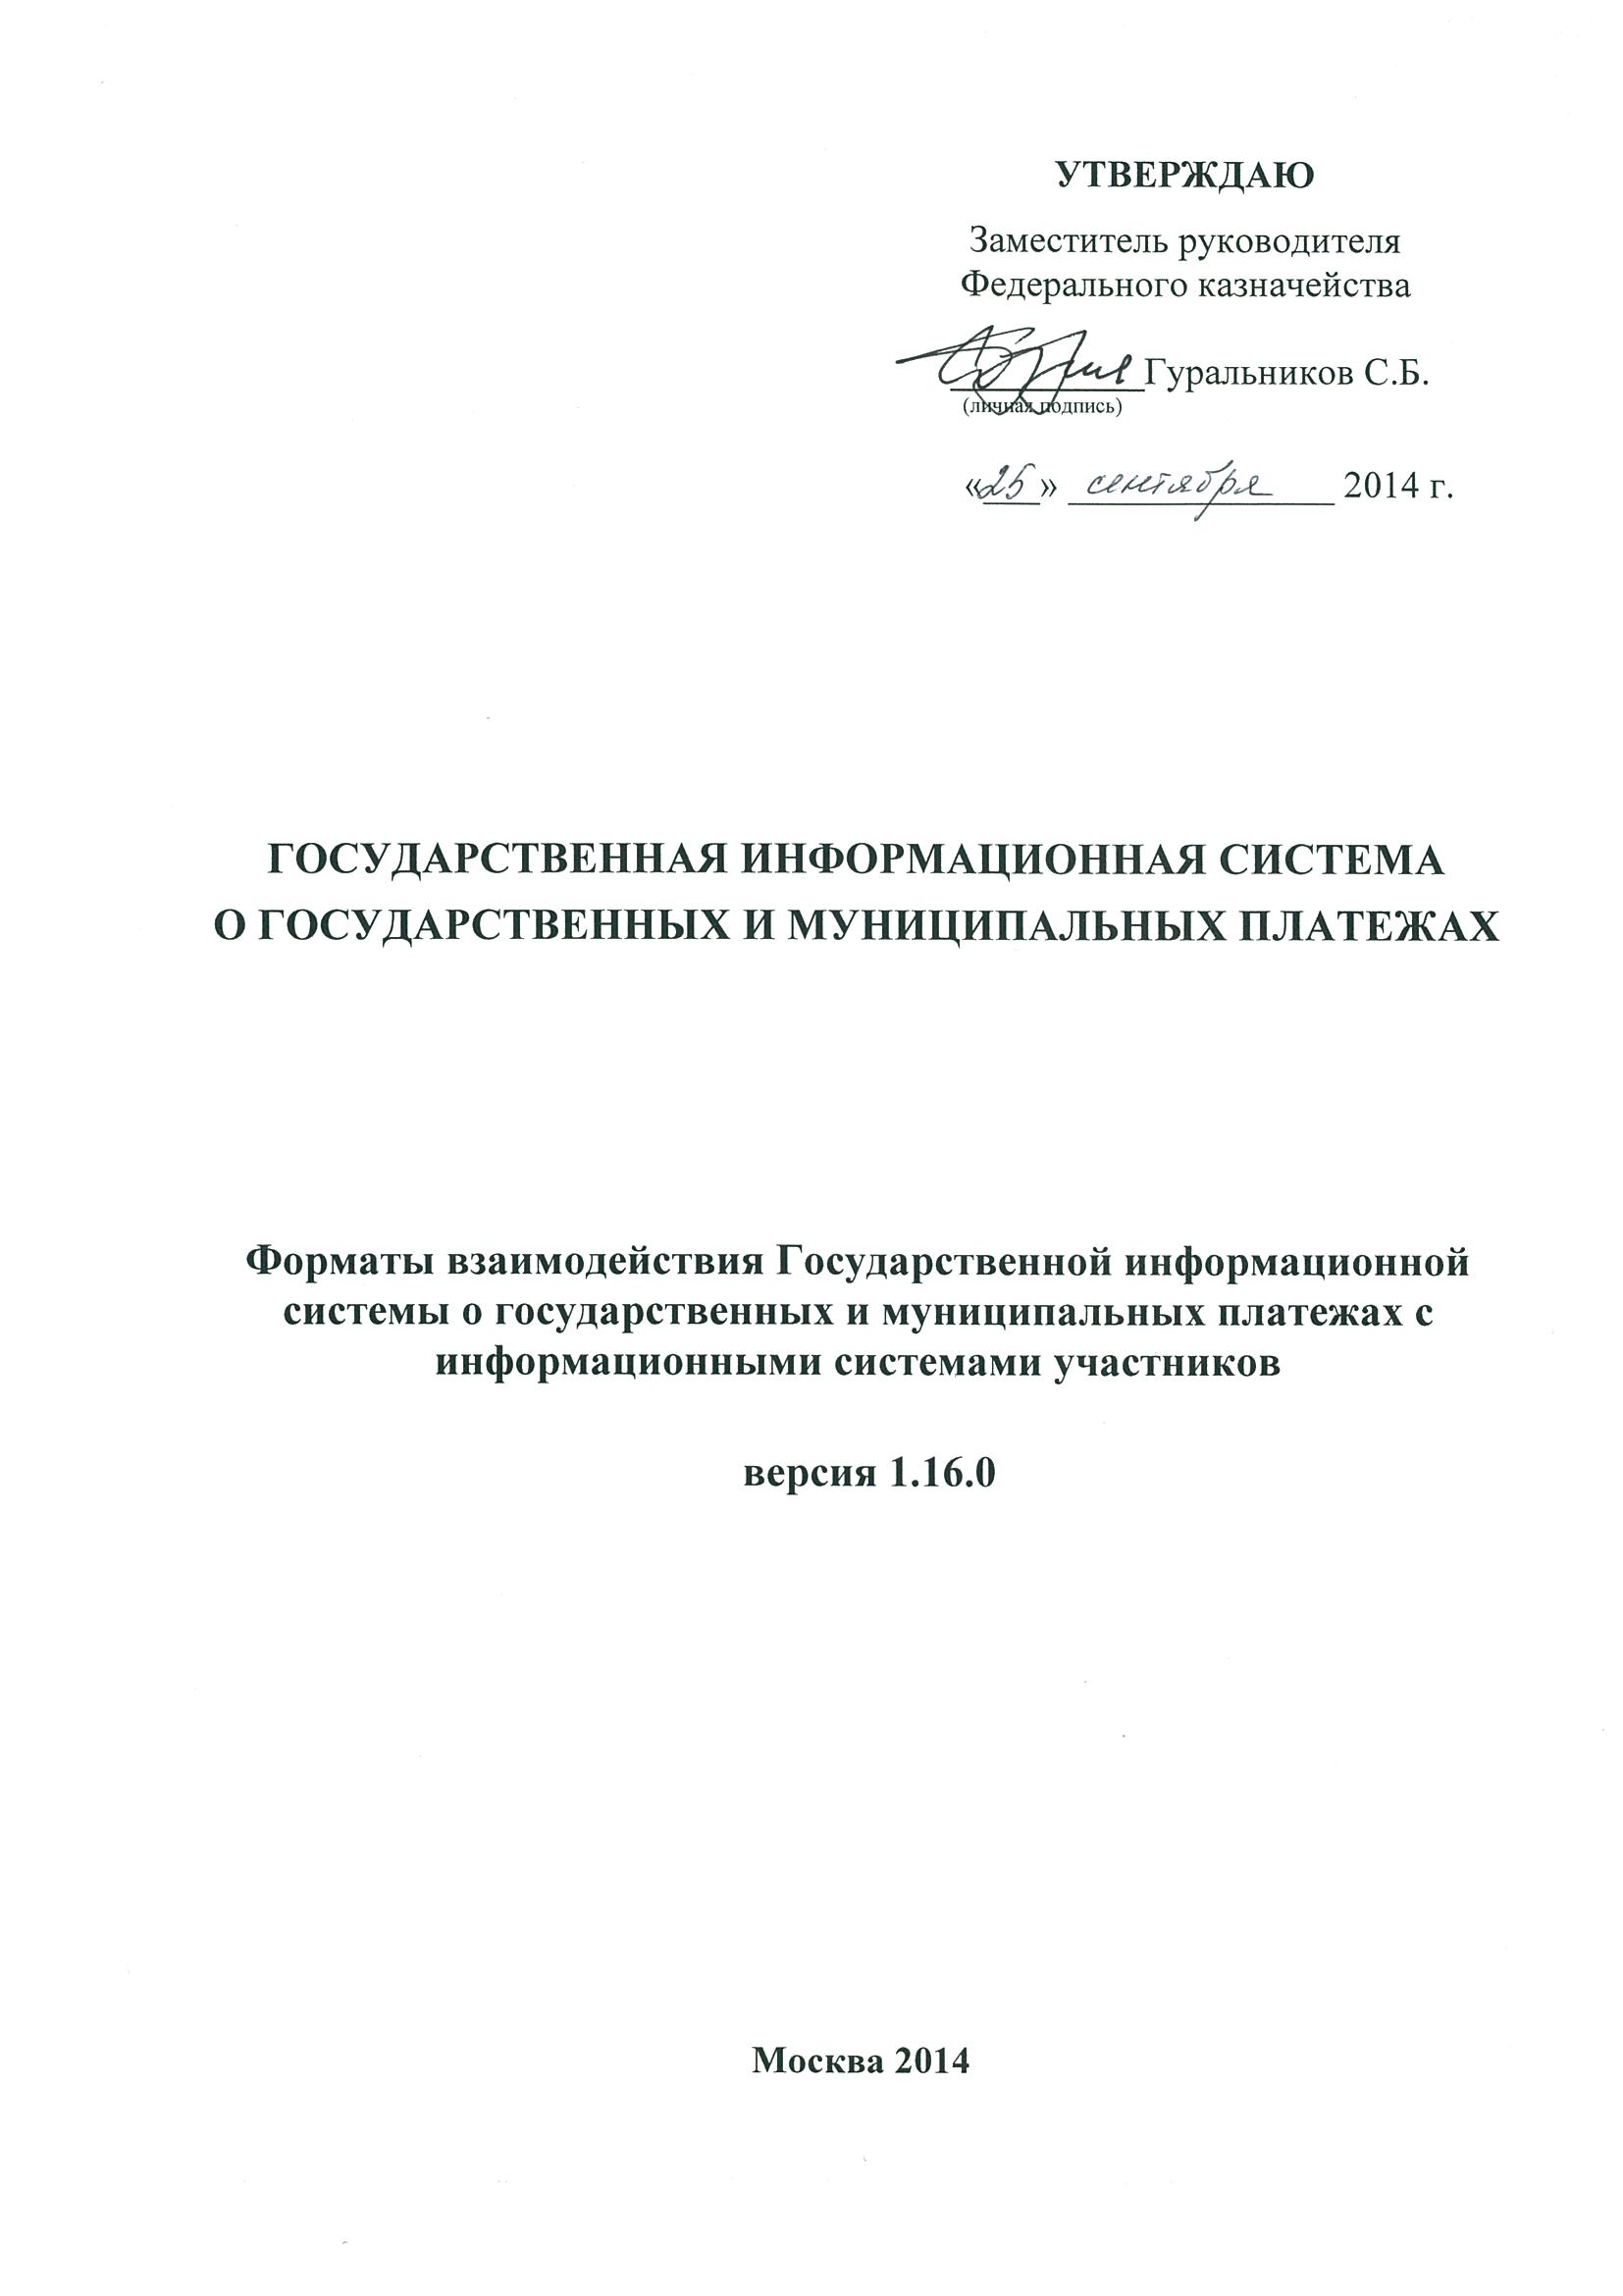 УТВЕРЖДАЮ
Заместитель руководителя
Федерального казначейства
Гуральников С.Б.
(личная подпись)
«25» сентября 2014 г.
ГОСУДАРСТВЕННАЯ ИНФОРМАЦИОННАЯ СИСТЕМА
О ГОСУДАРСТВЕННЫХ И МУНИЦИПАЛЬНЫХ ПЛАТЕЖАХ
Форматы взаимодействия Государственной информационной
системы о государственных и муниципальных платежах с
информационными системами участников
версия 1.16.0
Москва 2014